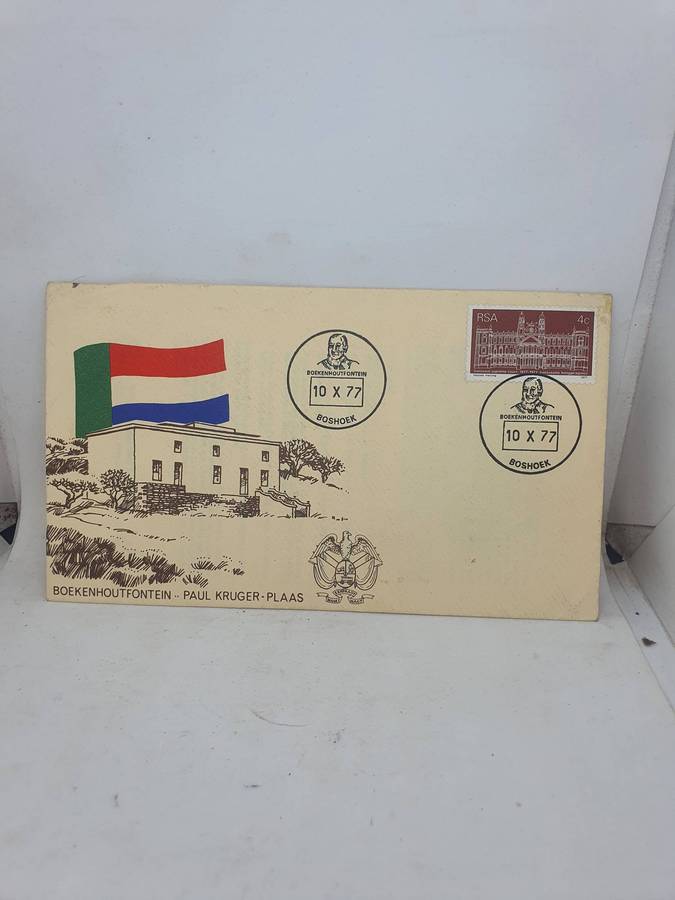 RSA 4c
BOEKENHOUTFONTEIN
10 X 77
BOSHOEK
BOEKENHOUTFONTEIN
10 X 77
BOSHOEK
BOEKENHOUTFONTEIN - PAUL KRUGER-PLAAS